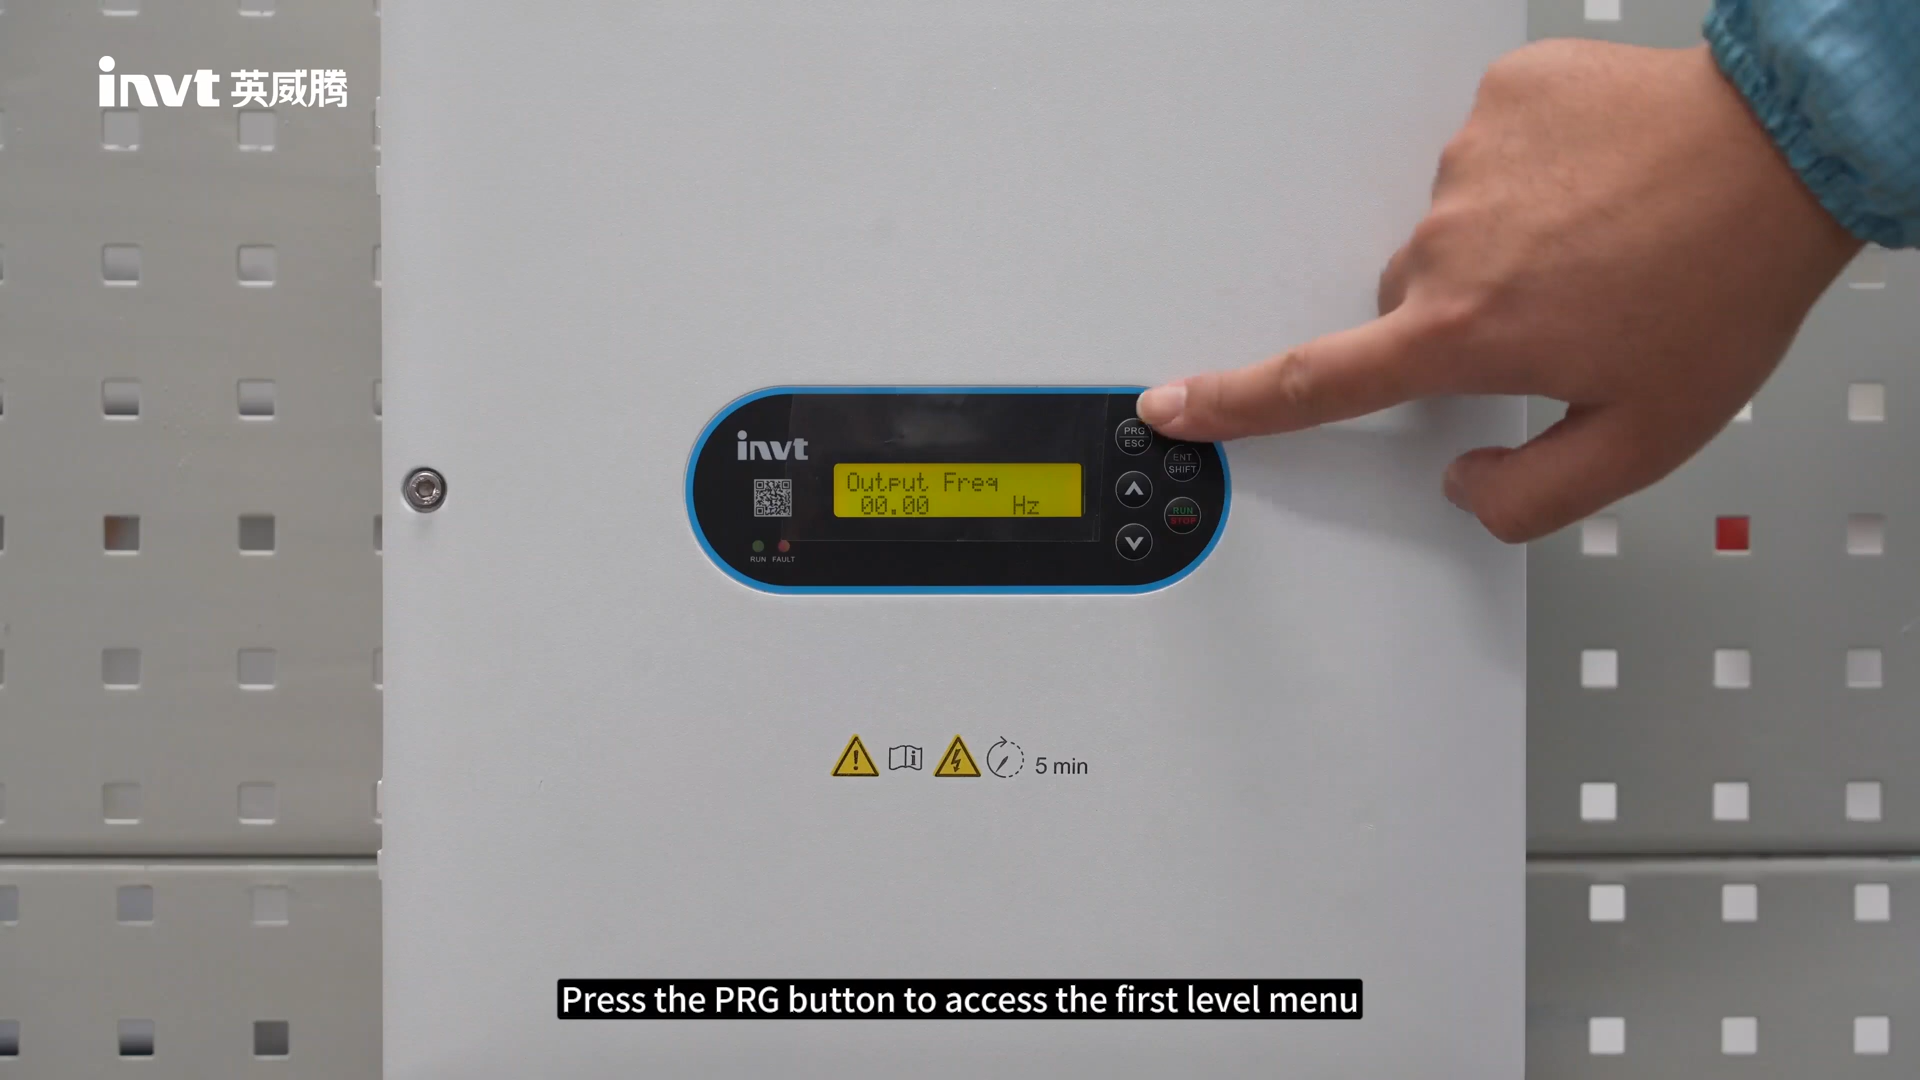 invt 英威腾
invt
Output Freq
00.00 Hz
RUN FAULT
PRG
ESC
ENT
SHIFT
RUN
STOP
5 min
Press the PRG button to access the first level menu